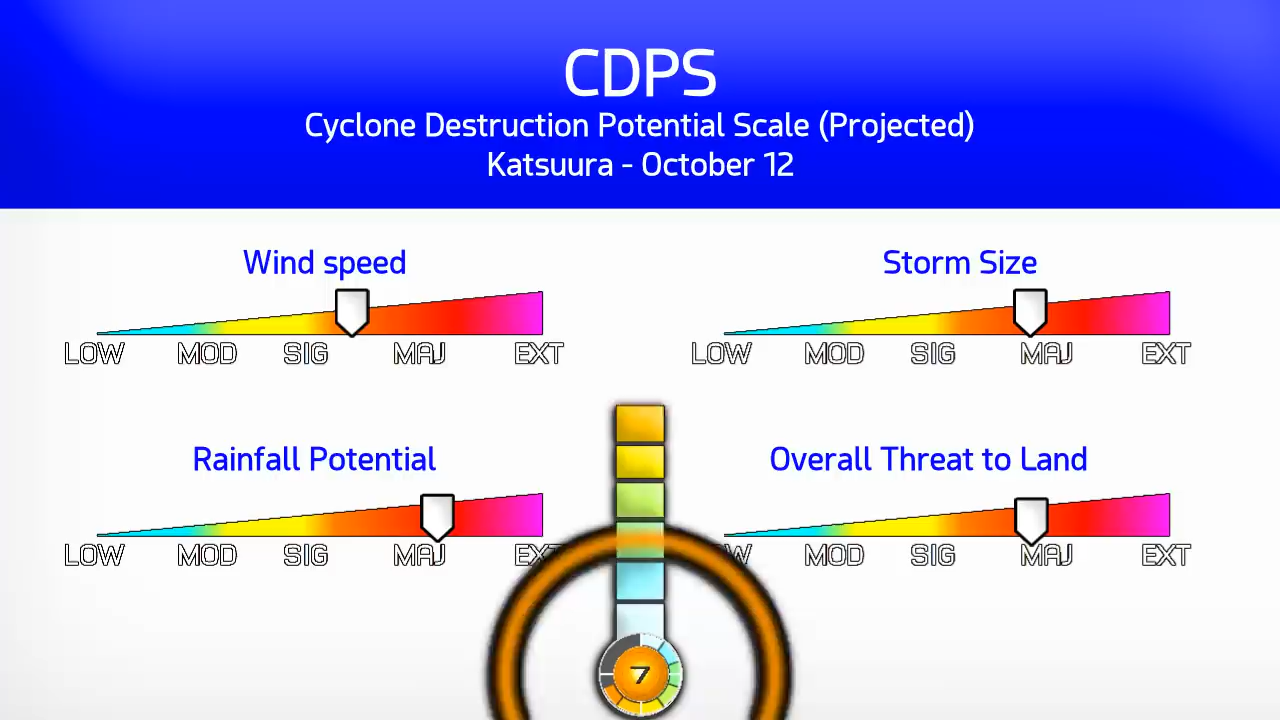 CDPS
Cyclone Destruction Potential Scale (Projected)
Katsuura - October 12
Wind speed
LOW MOD SIG MAJ EXT
Storm Size
LOW MOD SIG MAJ EXT
Rainfall Potential
LOW MOD SIG MAJ EXT
Overall Threat to Land
LOW MOD SIG MAJ EXT
7